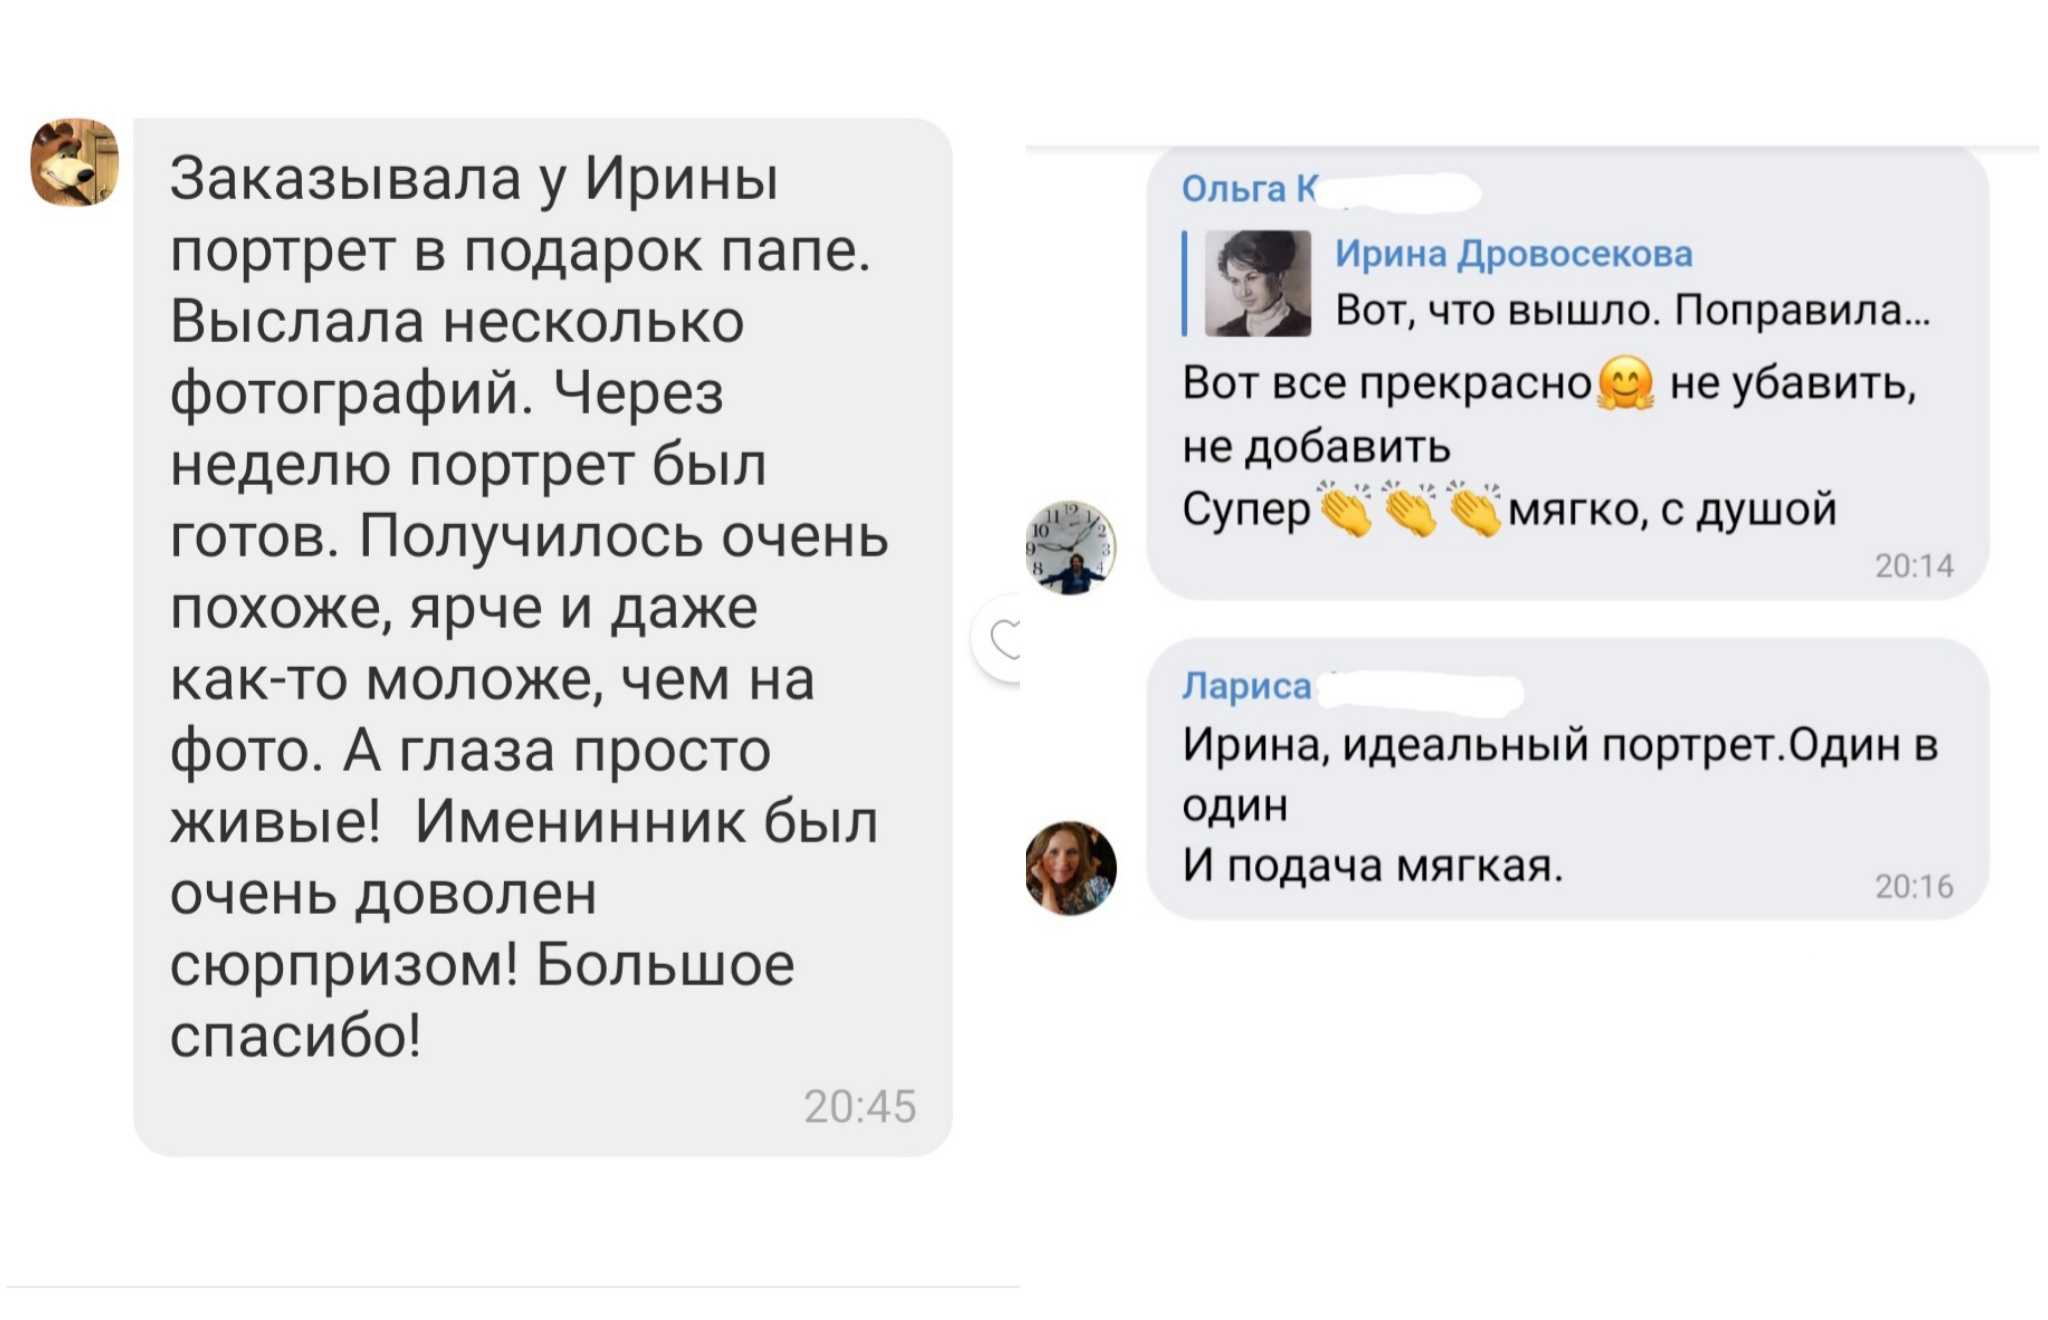 Заказывала у Ирины
портрет в подарок папе.
Выслала несколько
фотографий. Через
неделю портрет был
готов. Получилось очень
похоже, ярче и даже
как-то моложе, чем на
фото. А глаза просто
живые!  Именинник был
очень доволен
сюрпризом! Большое
спасибо!
20:45
Ольга К
Ирина Дровосекова
Вот, что вышло. Поправила...
Вот все прекрасно🤗 не убавить,
не добавить
Супер👏👏👏мягко, с душой
20:14
Лариса
Ирина, идеальный портрет.Один в
один
И подача мягкая.
20:16